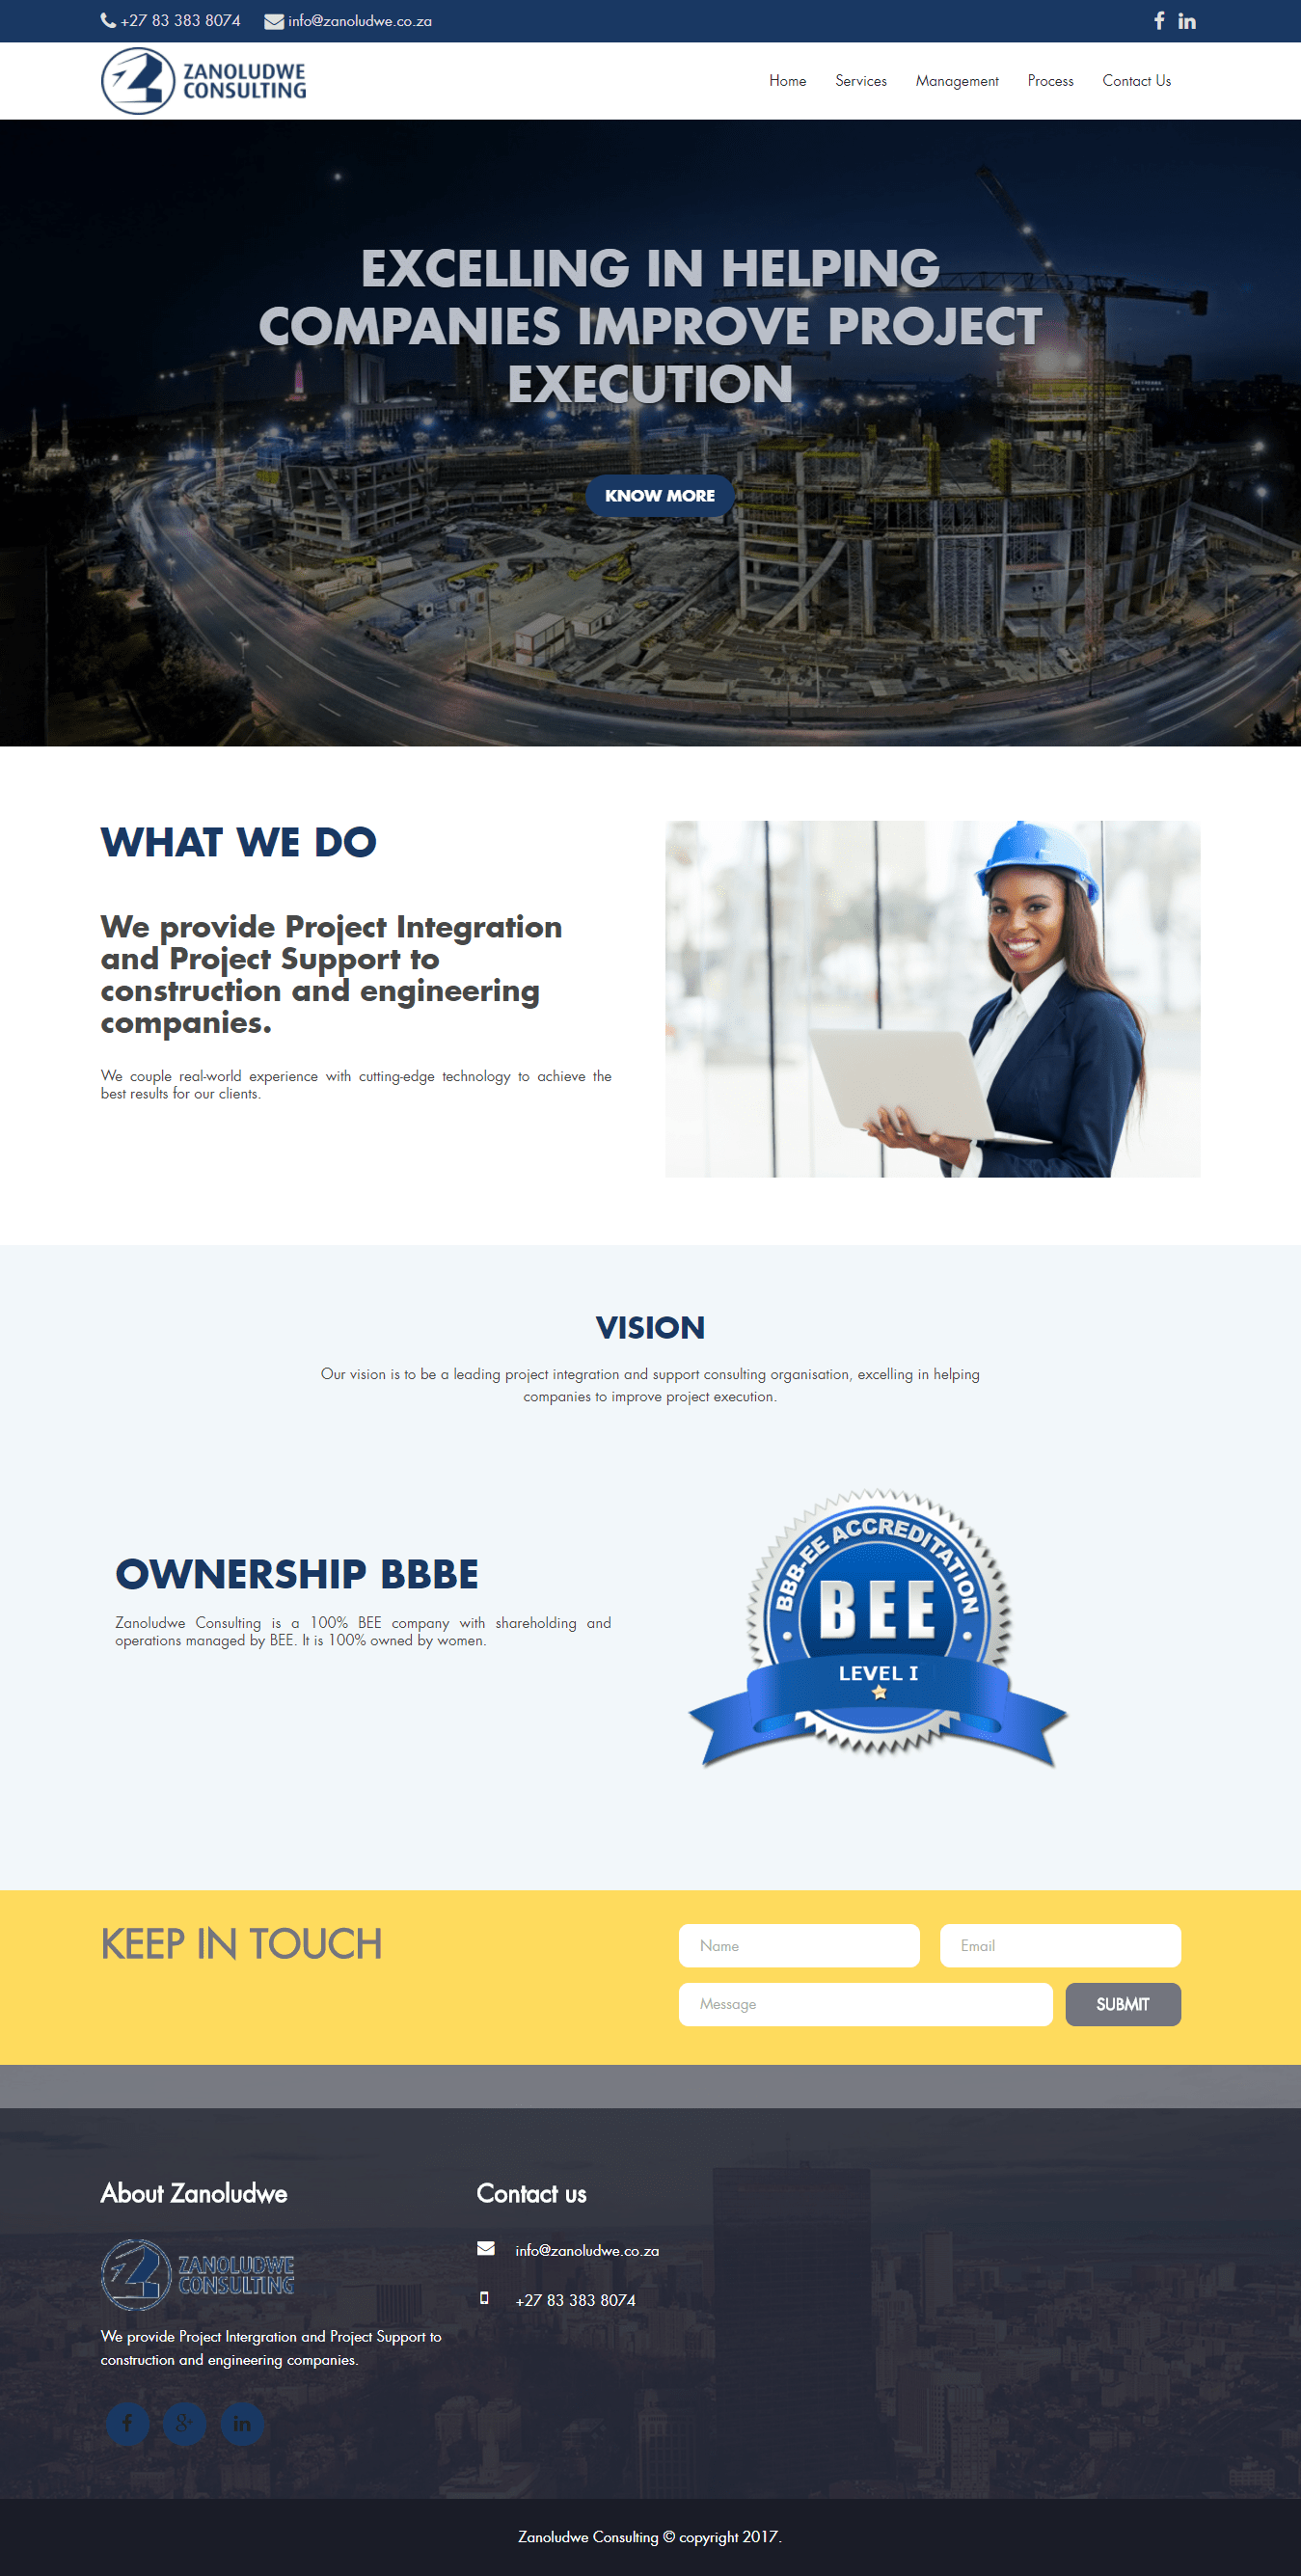 +27 83 383 8074 info@zanoludwe.co.za
ZANOLUDWE
CONSULTING
Home Services Management Process Contact Us
EXCELLING IN HELPING
COMPANIES IMPROVE PROJECT
EXECUTION
KNOW MORE
WHAT WE DO
We provide Project Integration
and Project Support to
construction and engineering
companies.
We couple real-world experience with cutting-edge technology to achieve the
best results for our clients.
VISION
Our vision is to be a leading project integration and support consulting organisation, excelling in helping
companies to improve project execution.
OWNERSHIP BBBE
Zanoludwe Consulting is a 100% BEE company with shareholding and
operations managed by BEE. It is 100% owned by women.
BBB-EE ACCREDITATION
BEE
LEVEL I
KEEP IN TOUCH
Name Email
Message SUBMIT
About Zanoludwe
ZANOLUDWE
CONSULTING
We provide Project Intergration and Project Support to
construction and engineering companies.
Contact us
info@zanoludwe.co.za
+27 83 383 8074
Zanoludwe Consulting © copyright 2017.